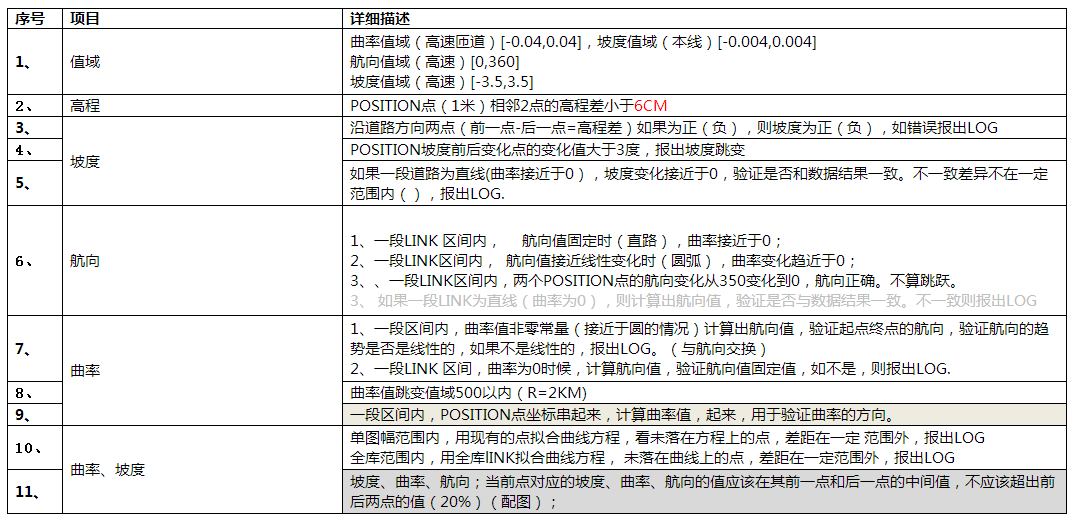 序号 项目 详细描述
1、 值域 曲率值域（高速匝道）[-0.04,0.04]，坡度值域（本线）[-0.004,0.004]
航向值域（高速）[0,360]
坡度值域（高速）[-3.5,3.5]
2、 高程 POSITION点（1米）相邻2点的高程差小于6CM
3、 坡度 沿道路方向两点（前一点-后一点=高程差）如果为正（负），则坡度为正（负），如错误报出LOG
4、 POSITION坡度前后变化点的变化值大于3度，报出坡度跳变
5、 如果一段道路为直线(曲率接近于0），坡度变化接近于0，验证是否和数据结果一致。不一致差异不在一定
范围内（ ），报出LOG.
6、 航向 1、一段LINK 区间内， 航向值固定时（直路），曲率接近于0；
2、一段LINK区间内， 航向值接近线性变化时（圆弧），曲率变化趋近于0；
3、、一段LINK区间内，两个POSITION点的航向变化从350变化到0，航向正确。不算跳跃。
3、 如果一段LINK为直线（曲率为0），则计算出航向值，验证是否与数据结果一致。不一致则报出LOG
7、 曲率 1、一段区间内，曲率值非零常量（接近于圆的情况）计算出航向值，验证起点终点的航向，验证航向的趋
势是否是线性的，如果不是线性的，报出LOG。（与航向交换）
2、一段LINK 区间，曲率为0时候，计算航向值，验证航向值固定值，如不是，则报出LOG.
8、 曲率值跳变值域500以内（R=2KM)
9、 一段区间内，POSITION点坐标串起来，计算曲率值，起来，用于验证曲率的方向。
10、 曲率、坡度 单图幅范围内，用现有的点拟合曲线方程，看未落在方程上的点，差距在一定 范围外，报出LOG
全库范围内，用全库lINK拟合曲线方程， 未落在曲线上的点，差距在一定范围外，报出LOG
11、 坡度、曲率、航向；当前点对应的坡度、曲率、航向的值应该在其前一点和后一点的中间值，不应该超出前
后两点的值（20%）（配图）；